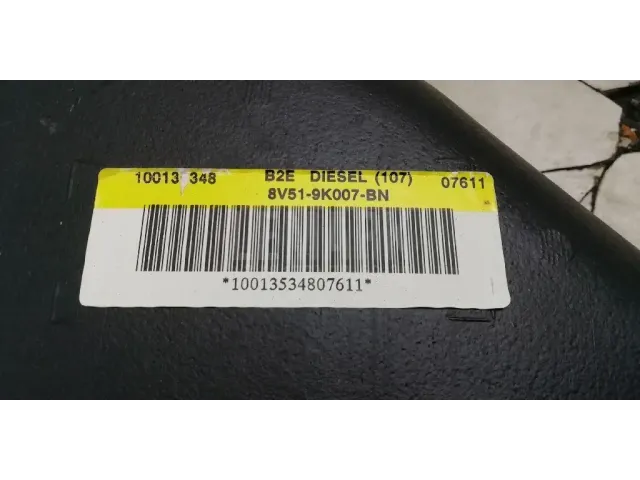 10013 348 B2E DIESEL (107) 07611
8V51-9K007-BN
*10013534807611*